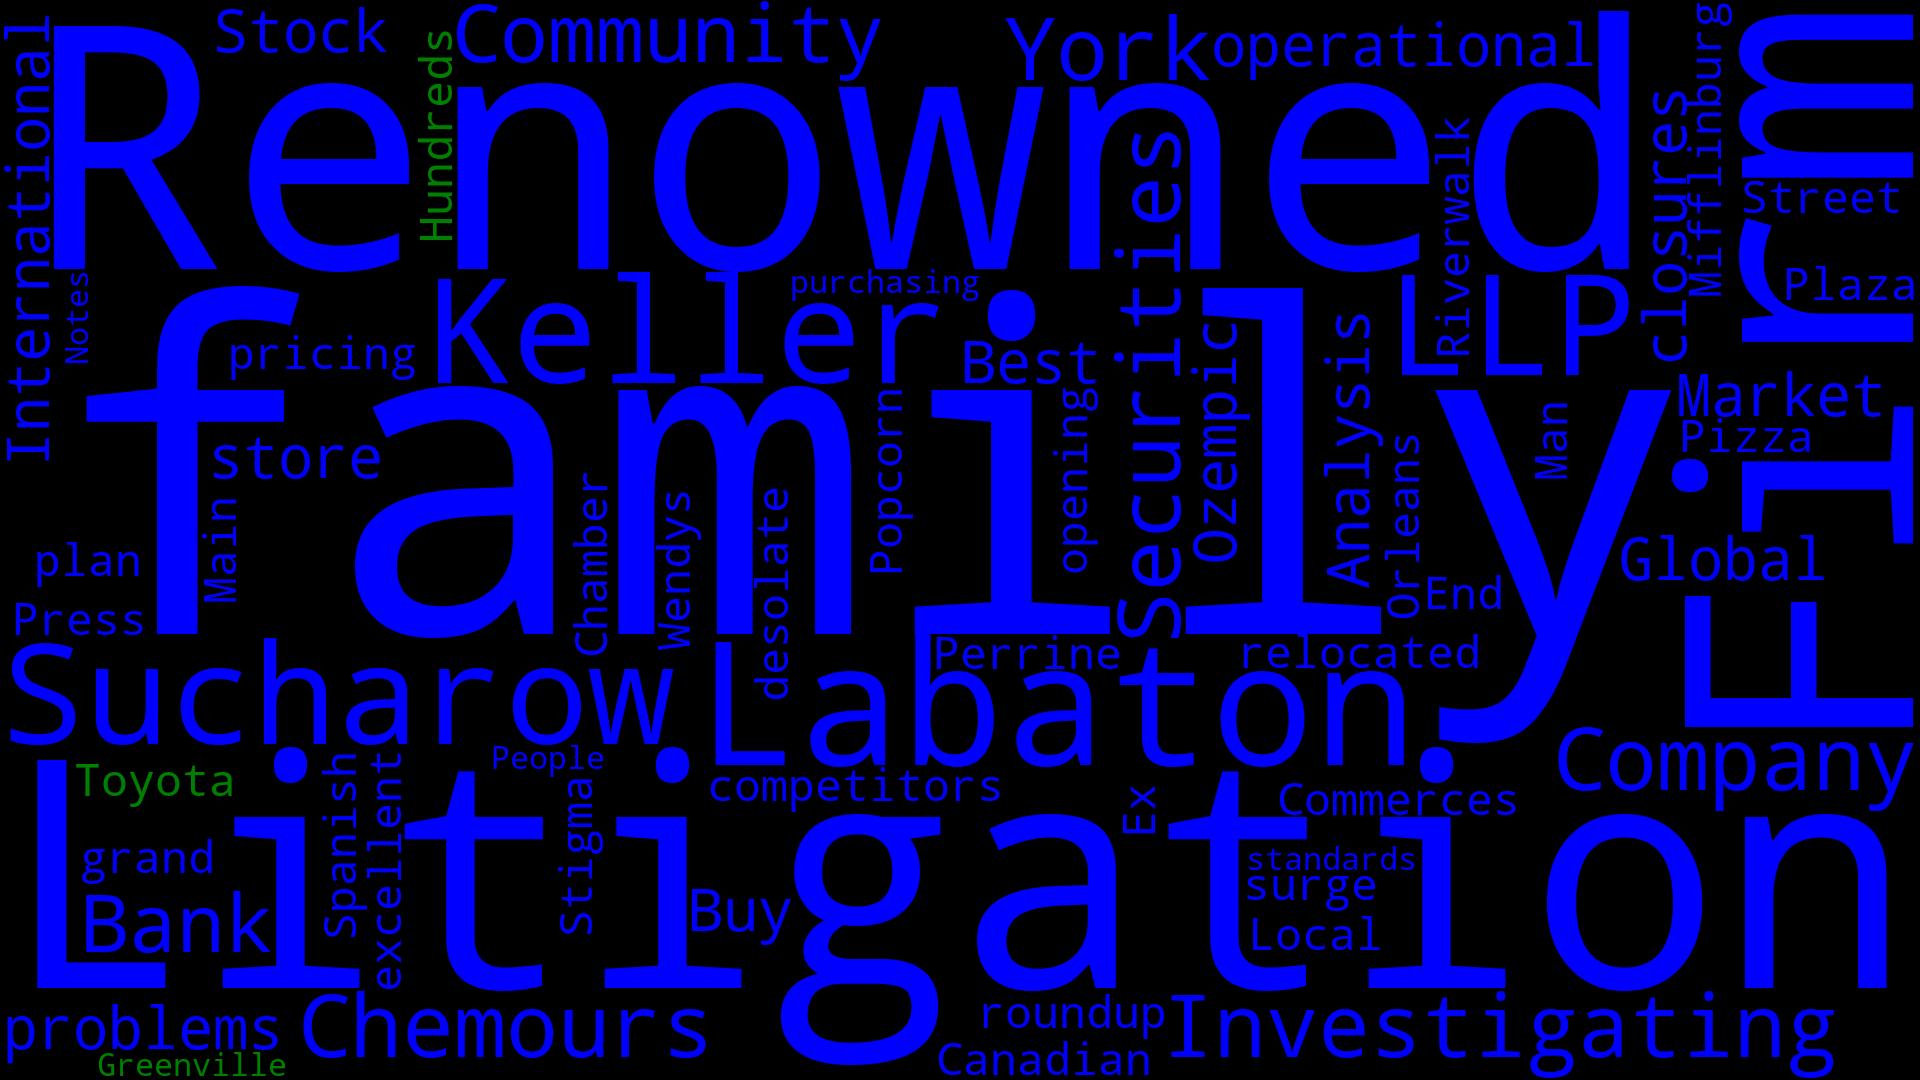 Stock
Community
York
operational
International
Hundreds
Renowned
Mifflinburg
closures
Firm
Street
Riverwalk
Securities
Plaza
Notes
purchasing
Keller
LLP
pricing
Best
Ozempic
Analysis
family
Market
Pizza
store
Popcorn
opening
Man
Orleans
Main
Chamber
Wendys
desolate
plan
Global
End
Press
Perrine
relocated
Sucharow
Labaton
Company
People
Toyota
competitors
Commerces
Spanish
excellent
Stigma
Ex
Litigation
grand
standards
surge
Bank
Buy
Local
problems
Chemours
roundup
Investigating
Canadian
Greenville